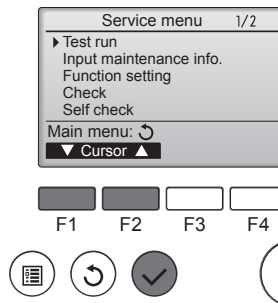 Service menu 1/2
Test run
Input maintenance info.
Function setting
Check
Self check
Main menu:
▼ Cursor ▲
F1 F2 F3 F4